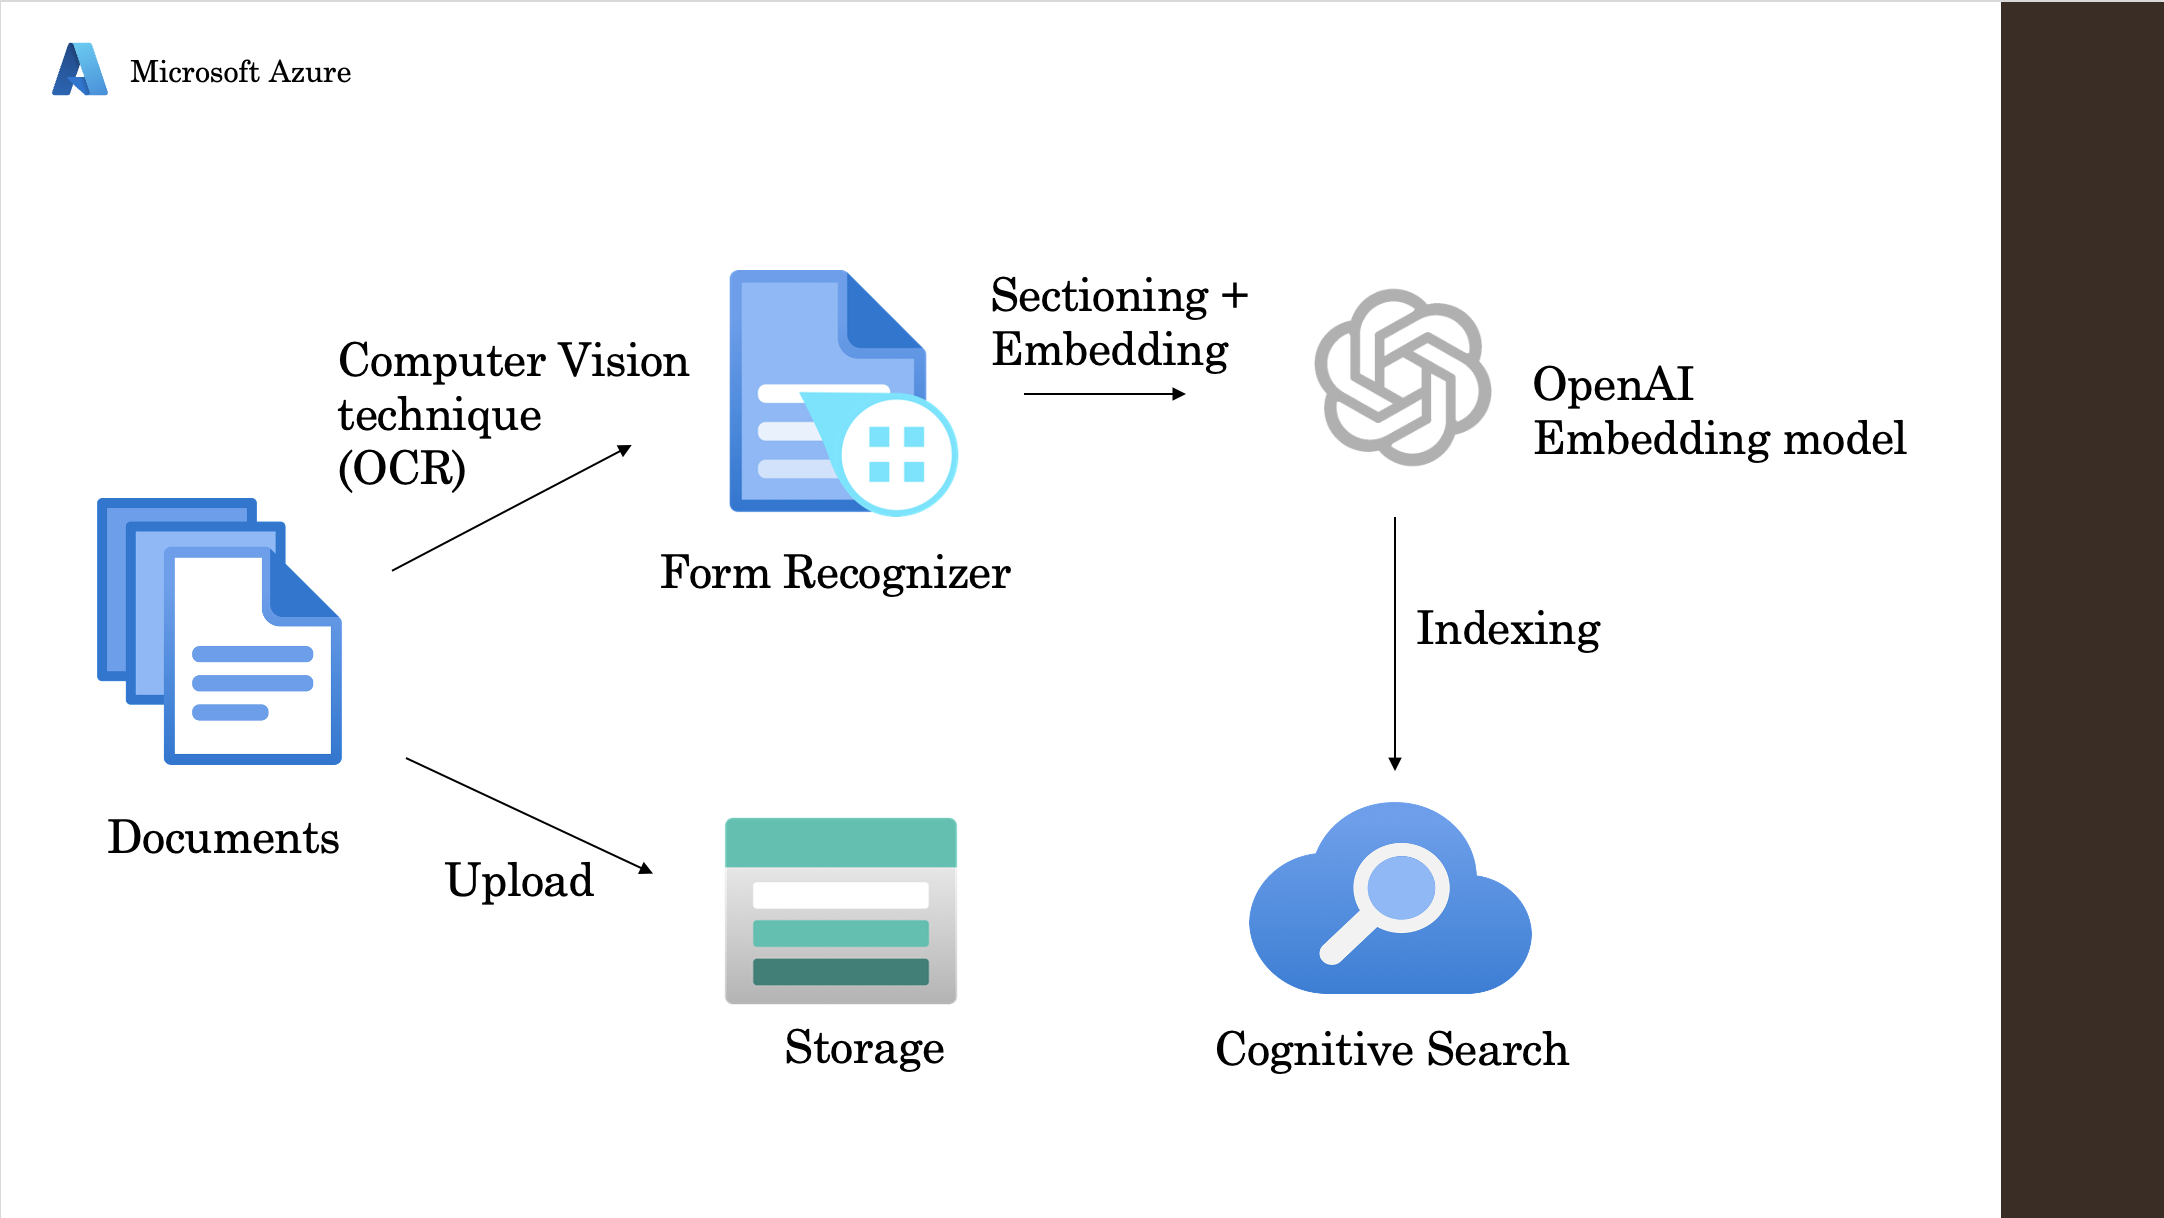 Microsoft Azure
Computer Vision
technique
(OCR)
Sectioning +
Embedding
OpenAI
Embedding model
Form Recognizer
Indexing
Documents
Upload
Storage
Cognitive Search